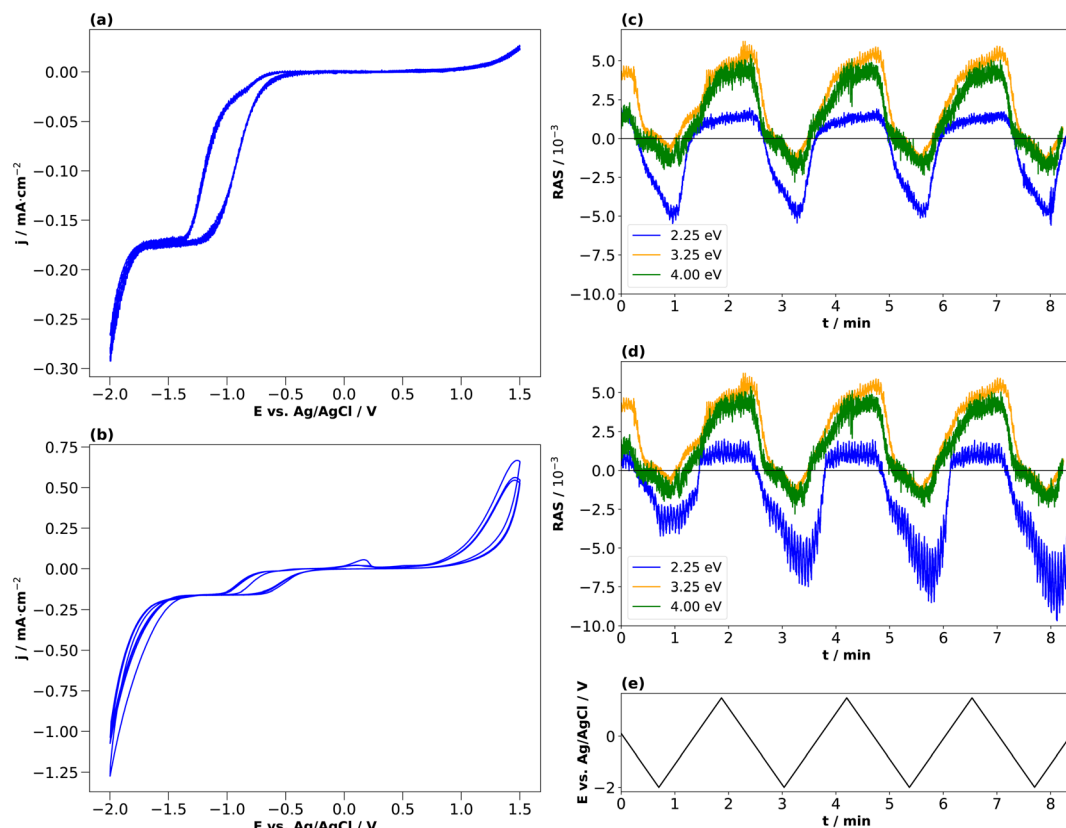 (a)
0.00
−0.05
−0.10
−0.15
−0.20
−0.25
−0.30
j / mA·cm⁻²
−2.0 −1.5 −1.0 −0.5 0.0 0.5 1.0 1.5
E vs. Ag/AgCl / V
(b)
0.75
0.50
0.25
0.00
−0.25
−0.50
−0.75
−1.00
−1.25
j / mA·cm⁻²
−2.0 −1.5 −1.0 −0.5 0.0 0.5 1.0 1.5
E vs. Ag/AgCl / V
(c)
5.0
2.5
0.0
−2.5
−5.0
−7.5
−10.0
RAS / 10⁻³
2.25 eV
3.25 eV
4.00 eV
0 1 2 3 4 5 6 7 8
t / min
(d)
5.0
2.5
0.0
−2.5
−5.0
−7.5
−10.0
RAS / 10⁻³
2.25 eV
3.25 eV
4.00 eV
0 1 2 3 4 5 6 7 8
t / min
(e)
0
−2
E vs. Ag/AgCl / V
0 1 2 3 4 5 6 7 8
t / min